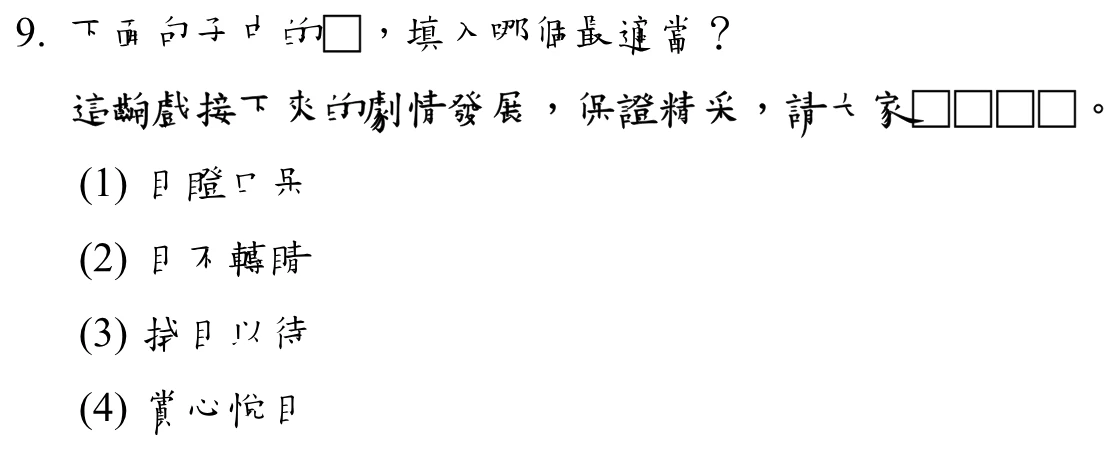 9. 下面句子中的□，填入哪個最適當？
這齣戲接下來的劇情發展，保證精采，請大家□□□□。
(1) 目瞪口呆
(2) 目不轉睛
(3) 拭目以待
(4) 賞心悅目